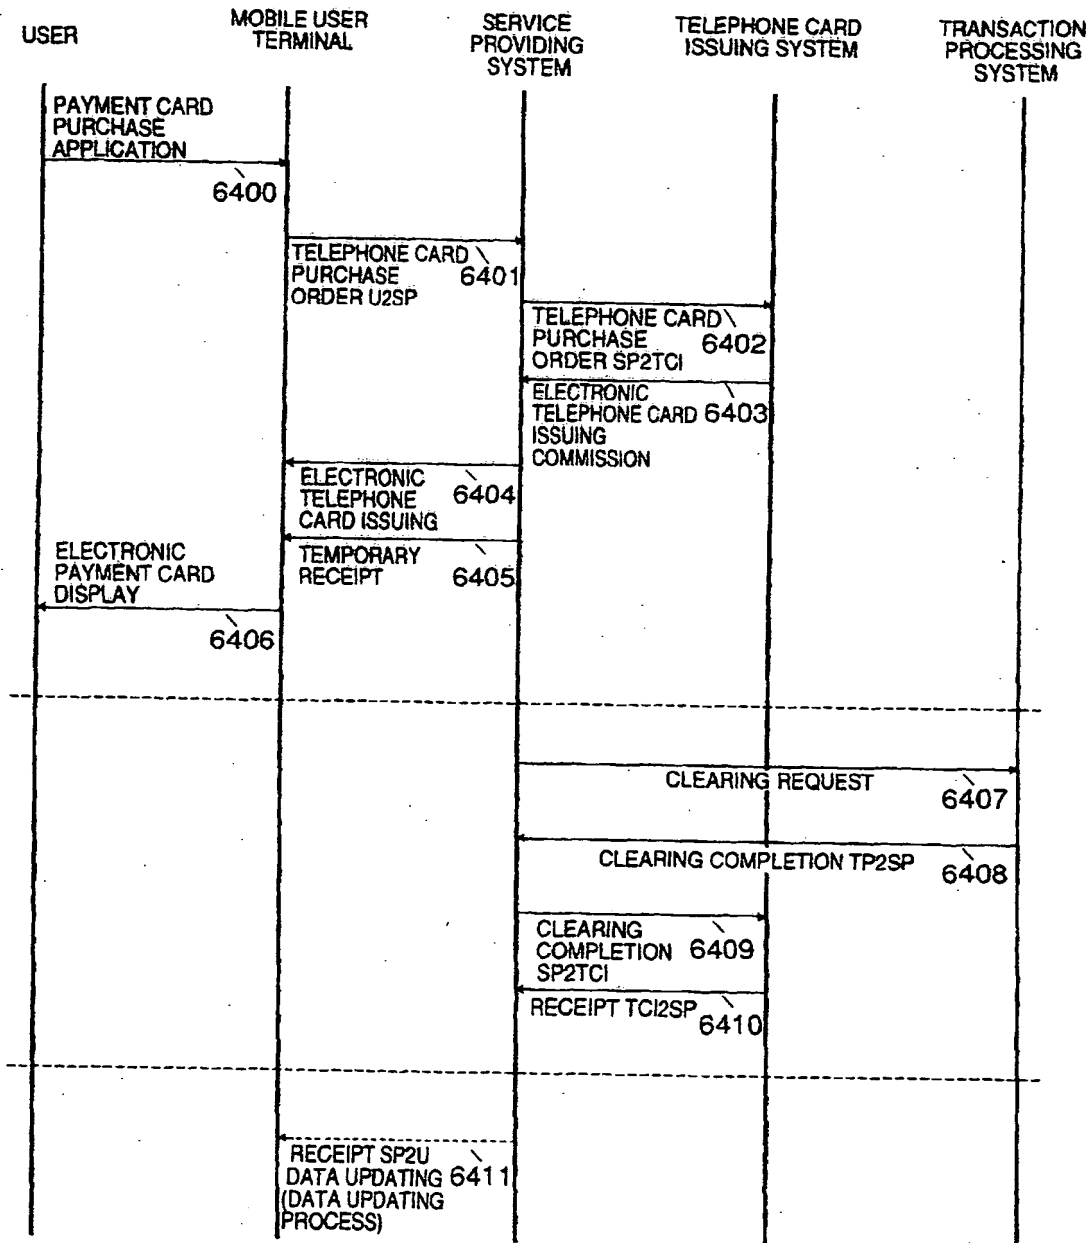 USER
MOBILE USER
TERMINAL
SERVICE
PROVIDING
SYSTEM
TELEPHONE CARD
ISSUING SYSTEM
TRANSACTION
PROCESSING
SYSTEM
PAYMENT CARD
PURCHASE
APPLICATION
6400
TELEPHONE CARD
PURCHASE
ORDER U2SP
6401
TELEPHONE CARD
PURCHASE
ORDER SP2TCI
6402
ELECTRONIC
TELEPHONE CARD
ISSUING
COMMISSION
6403
ELECTRONIC
TELEPHONE
CARD ISSUING
6404
TEMPORARY
RECEIPT
6405
ELECTRONIC
PAYMENT CARD
DISPLAY
6406
CLEARING REQUEST
6407
CLEARING COMPLETION TP2SP
6408
CLEARING
COMPLETION
SP2TCI
6409
RECEIPT TCI2SP
6410
RECEIPT SP2U
DATA UPDATING
(DATA UPDATING
PROCESS)
6411